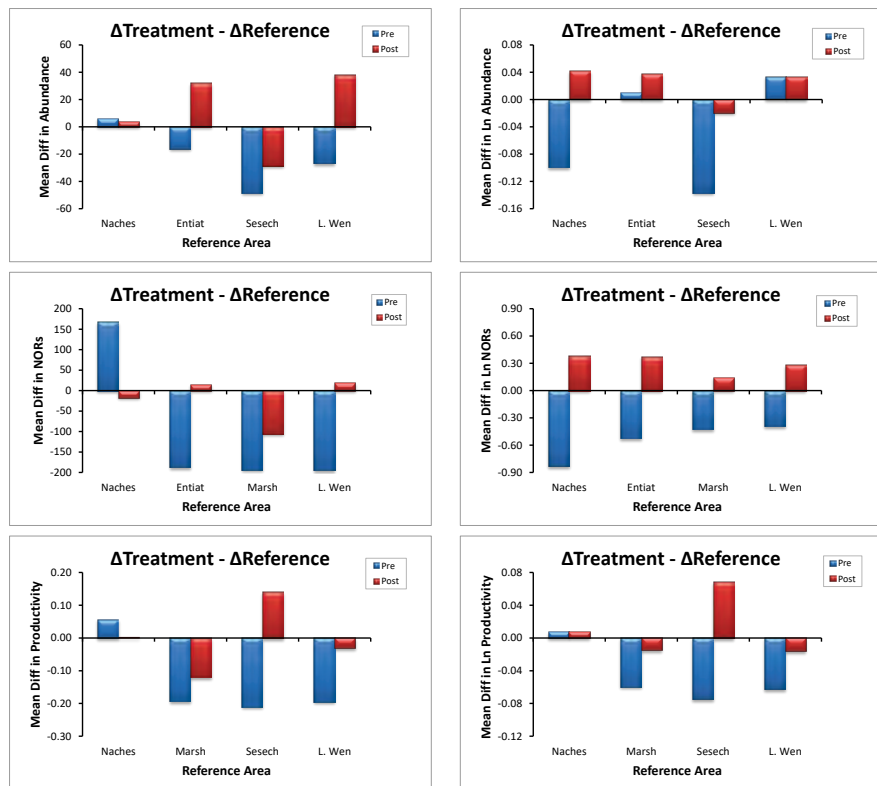 ΔTreatment - ΔReference
Pre
Post
Mean Diff in Abundance
60
40
20
0
-20
-40
-60
Naches Entiat Sesech L. Wen
Reference Area
ΔTreatment - ΔReference
Pre
Post
Mean Diff in Ln Abundance
0.08
0.04
0.00
-0.04
-0.08
-0.12
-0.16
Naches Entiat Sesech L. Wen
Reference Area
ΔTreatment - ΔReference
Pre
Post
Mean Diff in NORs
200
150
100
50
0
-50
-100
-150
-200
Naches Entiat Marsh L. Wen
Reference Area
ΔTreatment - ΔReference
Pre
Post
Mean Diff in Ln NORs
0.90
0.60
0.30
0.00
-0.30
-0.60
-0.90
Naches Entiat Marsh L. Wen
Reference Area
ΔTreatment - ΔReference
Pre
Post
Mean Diff in Productivity
0.20
0.10
0.00
-0.10
-0.20
-0.30
Naches Marsh Sesech L. Wen
Reference Area
ΔTreatment - ΔReference
Pre
Post
Mean Diff in Ln Productivity
0.08
0.04
0.00
-0.04
-0.08
-0.12
Naches Marsh Sesech L. Wen
Reference Area